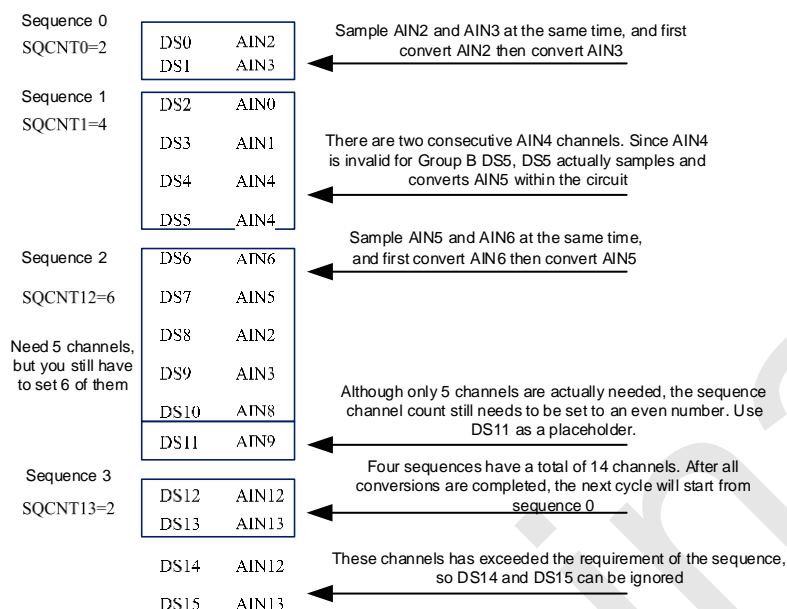 Sequence 0
SQCNT0=2
DS0 AIN2
DS1 AIN3
Sample AIN2 and AIN3 at the same time, and first
convert AIN2 then convert AIN3
Sequence 1
SQCNT1=4
DS2 AIN0
DS3 AIN1
DS4 AIN4
DS5 AIN4
There are two consecutive AIN4 channels. Since AIN4
is invalid for Group B DS5, DS5 actually samples and
converts AIN5 within the circuit
Sequence 2
SQCNT12=6
Need 5 channels,
but you still have
to set 6 of them
DS6 AIN6
DS7 AIN5
DS8 AIN2
DS9 AIN3
DS10 AIN8
DS11 AIN9
Sample AIN5 and AIN6 at the same time,
and first convert AIN6 then convert AIN5
Although only 5 channels are actually needed, the sequence
channel count still needs to be set to an even number. Use
DS11 as a placeholder.
Sequence 3
SQCNT13=2
DS12 AIN12
DS13 AIN13
Four sequences have a total of 14 channels. After all
conversions are completed, the next cycle will start from
sequence 0
DS14 AIN12
DS15 AIN13
These channels has exceeded the requirement of the sequence,
so DS14 and DS15 can be ignored